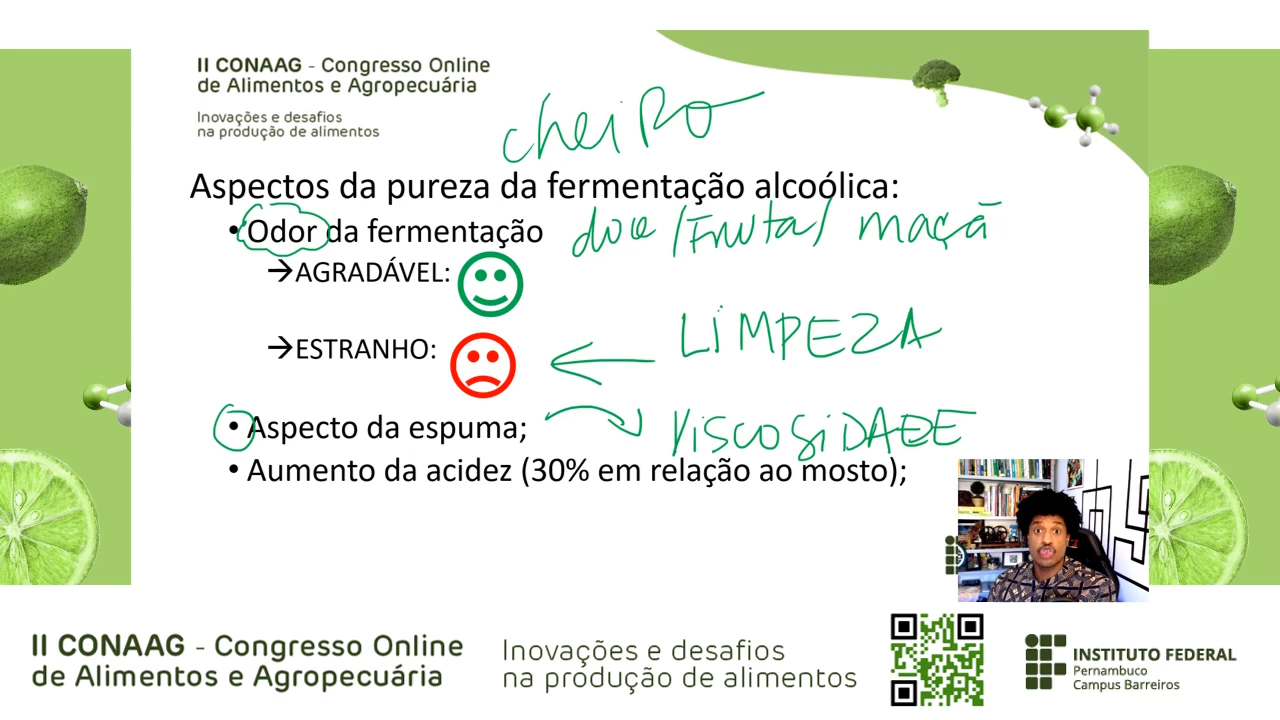 II CONAAG - Congresso Online
de Alimentos e Agropecuária
Inovações e desafios
na produção de alimentos
cheiRo
Aspectos da pureza da fermentação alcoólica:
• Odor da fermentação
doce /Fruta/ maçã
→AGRADÁVEL:
LiMPEZA
→ESTRANHO:
• Aspecto da espuma;
ViscosiDADE
• Aumento da acidez (30% em relação ao mosto);
II CONAAG - Congresso Online
de Alimentos e Agropecuária
Inovações e desafios
na produção de alimentos
INSTITUTO FEDERAL
Pernambuco
Campus Barreiros